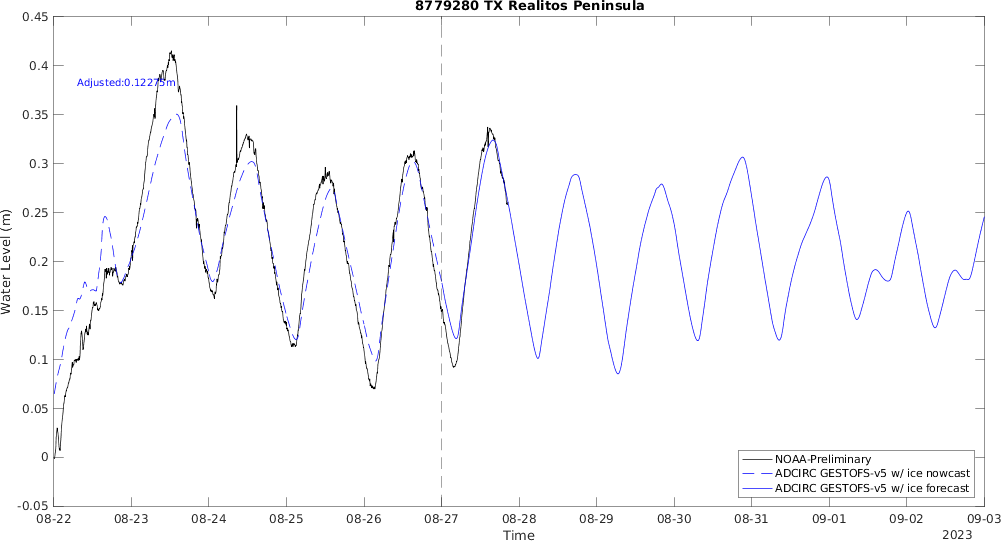 8779280 TX Realitos Peninsula
0.45
0.4
Adjusted:0.12275m
0.35
0.3
0.25
0.2
0.15
0.1
0.05
0
-0.05
Water Level (m)
NOAA-Preliminary
ADCIRC GESTOFS-v5 w/ ice nowcast
ADCIRC GESTOFS-v5 w/ ice forecast
08-22 08-23 08-24 08-25 08-26 08-27 08-28 08-29 08-30 08-31 09-01 09-02 09-03
Time
2023